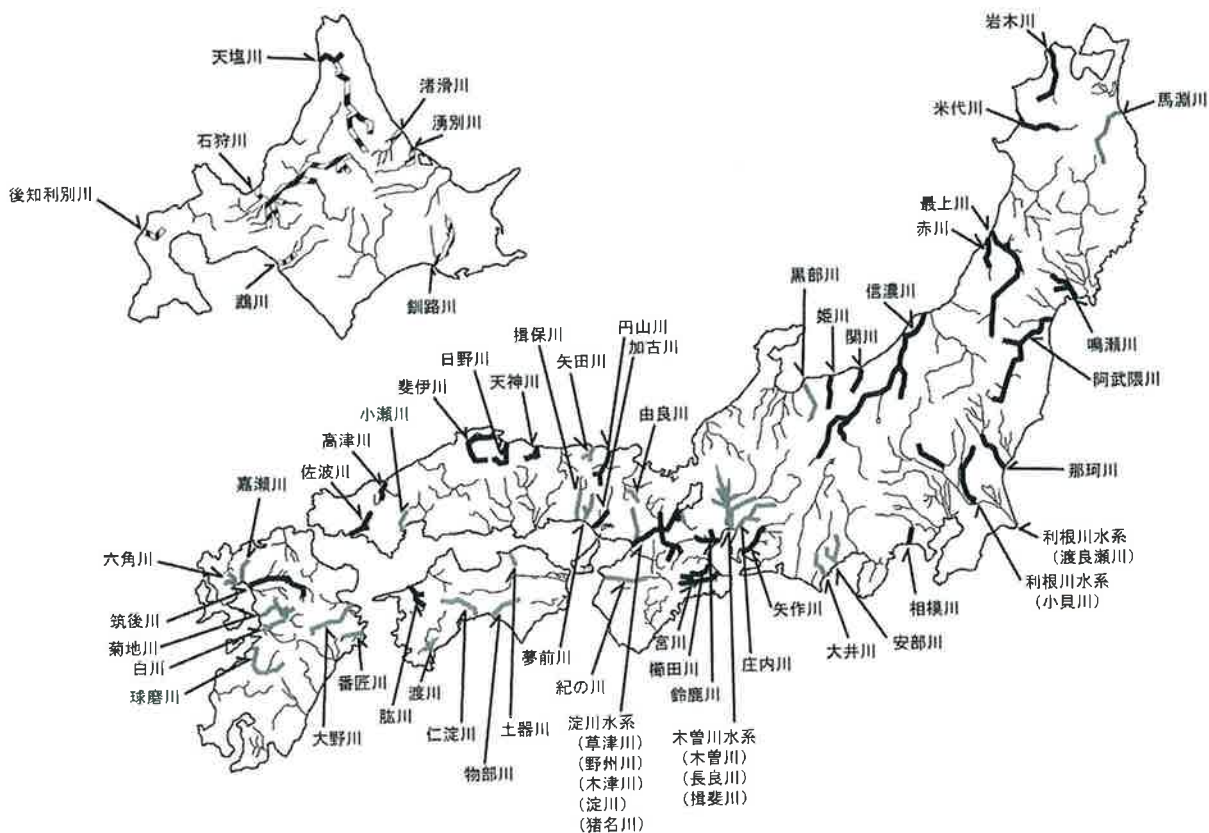 天塩川
渚滑川
湧別川
石狩川
後知利別川
鵡川
釧路川
岩木川
馬淵川
米代川
最上川
赤川
黒部川
信濃川
姫川
関川
鳴瀬川
阿武隈川
那珂川
利根川水系
(渡良瀬川)
利根川水系
(小貝川)
円山川
加古川
揖保川
矢田川
日野川
天神川
斐伊川
由良川
小瀬川
高津川
佐波川
嘉瀬川
六角川
筑後川
菊地川
白川
球磨川
番匠川
大野川
肱川
渡川
仁淀川
物部川
土器川
夢前川
紀の川
宮川
櫛田川
鈴鹿川
庄内川
矢作川
大井川
安部川
相模川
淀川水系
(草津川)
(野州川)
(木津川)
(淀川)
(猪名川)
木曽川水系
(木曽川)
(長良川)
(揖斐川)